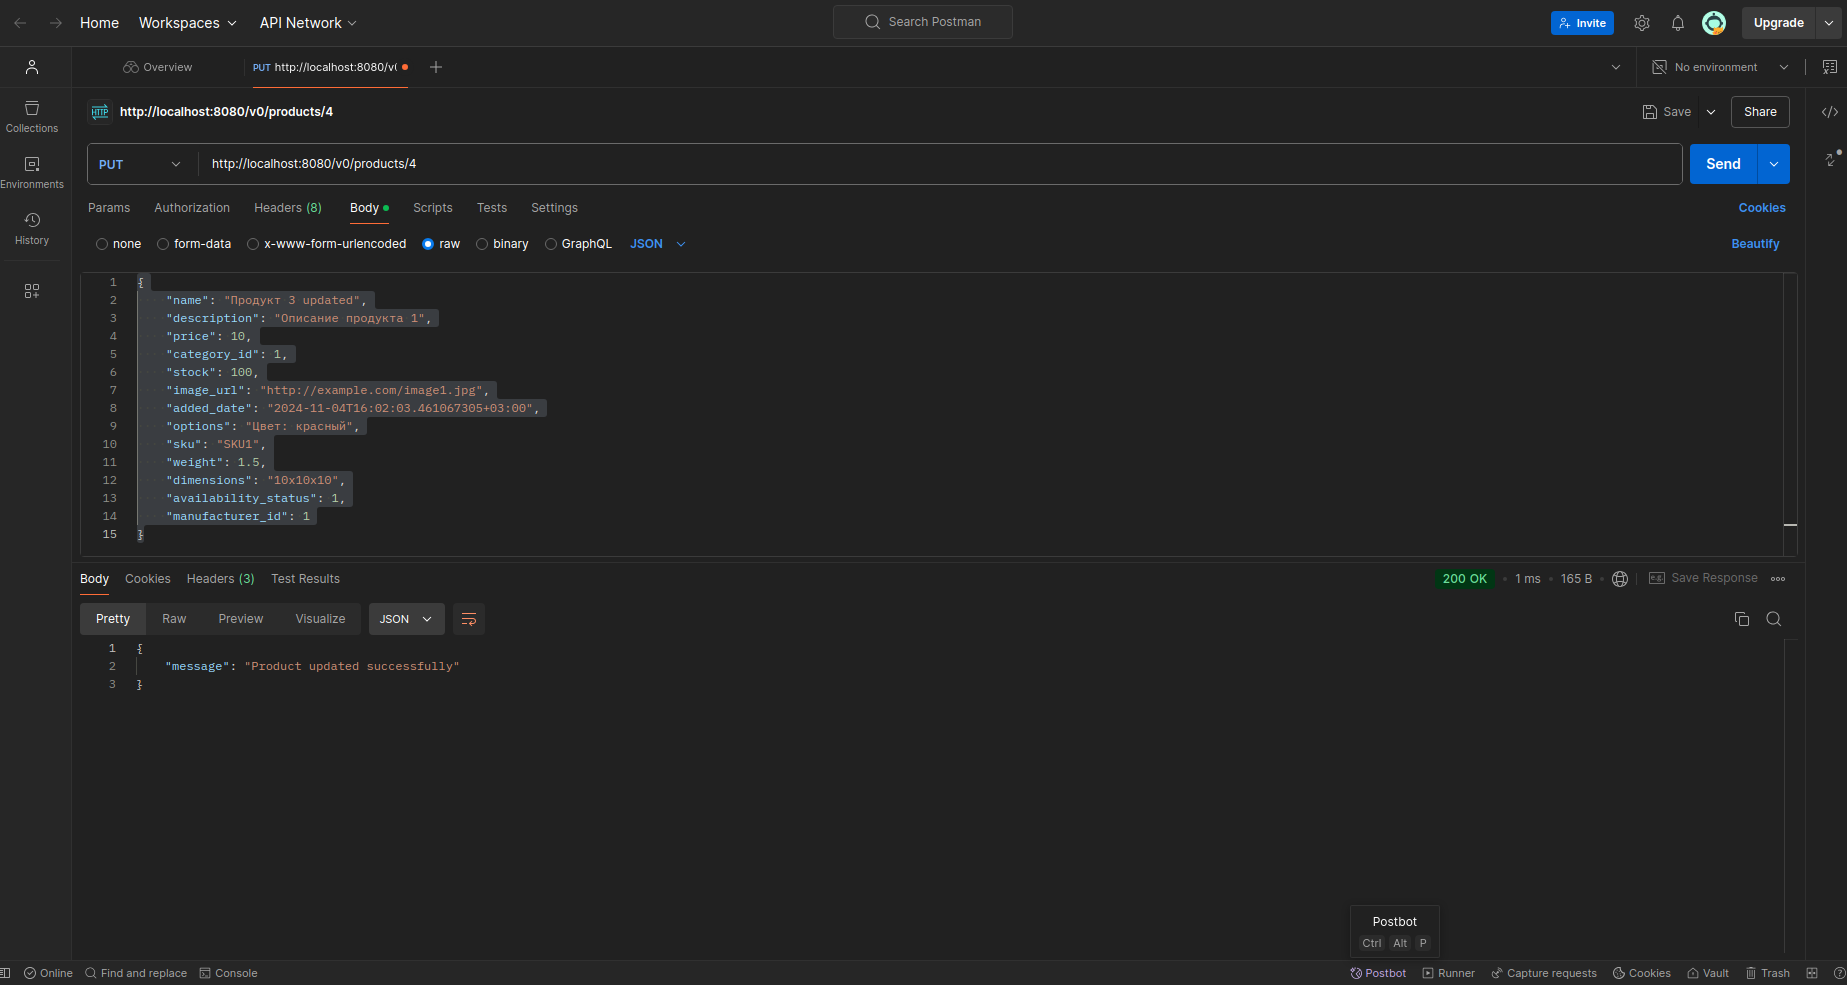 Home Workspaces API Network Search Postman Invite Upgrade
Overview PUT http://localhost:8080/v( No environment
HTTP http://localhost:8080/v0/products/4 Save Share
Collections
Environments
History
PUT http://localhost:8080/v0/products/4 Send
Params Authorization Headers (8) Body Scripts Tests Settings Cookies
none form-data x-www-form-urlencoded raw binary GraphQL JSON Beautify
1 {
2 "name": "Продукт 3 updated",
3 "description": "Описание продукта 1",
4 "price": 10,
5 "category_id": 1,
6 "stock": 100,
7 "image_url": "http://example.com/image1.jpg",
8 "added_date": "2024-11-04T16:02:03.461067305+03:00",
9 "options": "Цвет: красный",
10 "sku": "SKU1",
11 "weight": 1.5,
12 "dimensions": "10x10x10",
13 "availability_status": 1,
14 "manufacturer_id": 1
15 }
Body Cookies Headers (3) Test Results 200 OK 1 ms 165 B e.g. Save Response
Pretty Raw Preview Visualize JSON
1 {
2 "message": "Product updated successfully"
3 }
Postbot
Ctrl Alt P
Online Find and replace Console Postbot Runner Capture requests Cookies Vault Trash